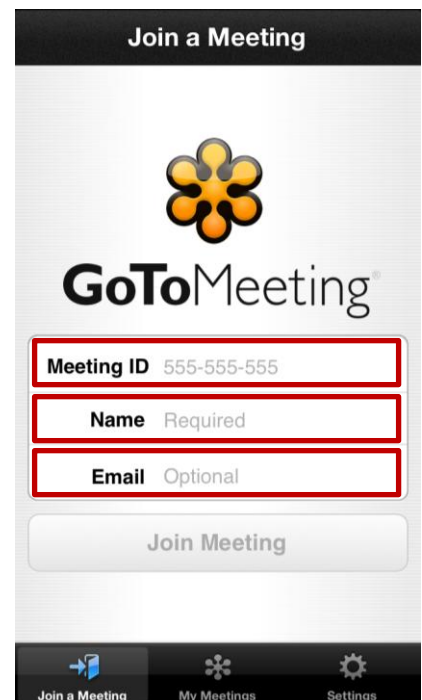 Join a Meeting
GoToMeeting®
Meeting ID 555-555-555
Name Required
Email Optional
Join Meeting
Join a Meeting My Meetings Settings